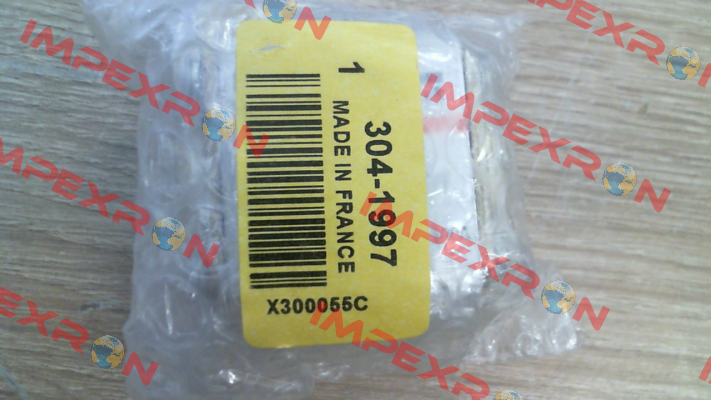 1
304-1997
MADE IN FRANCE
X300055C
IMPEXRON
IMPEXRON
IMPEXRON
IMPEXRON
IMPEXRON
IMPEXRON